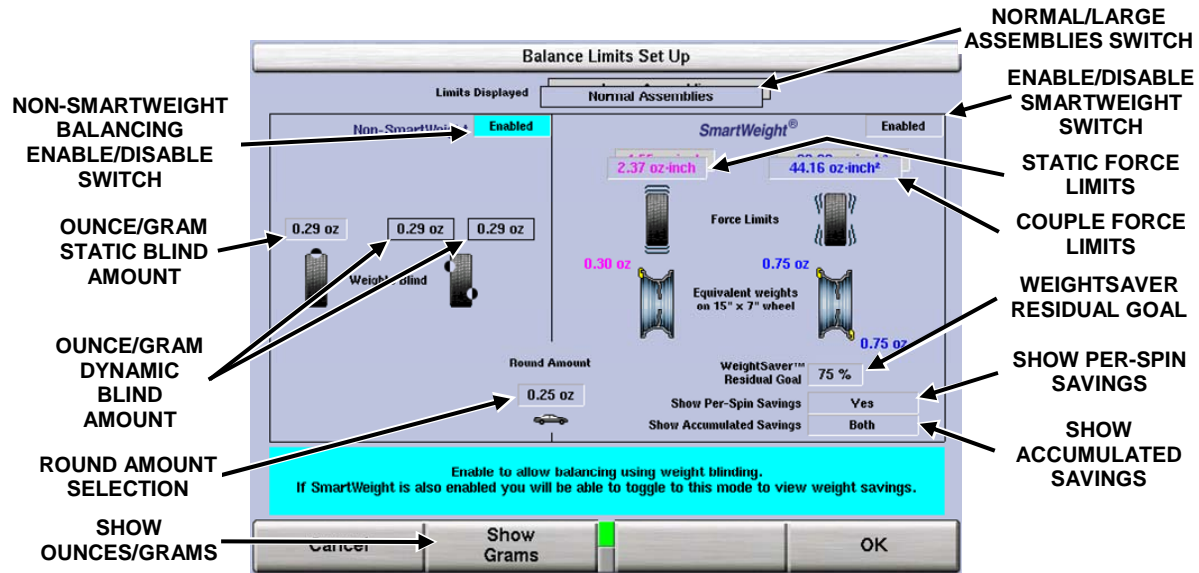 NORMAL/LARGE
ASSEMBLIES SWITCH
Balance Limits Set Up
Limits Displayed
Normal Assemblies
ENABLE/DISABLE
SMARTWEIGHT
SWITCH
NON-SMARTWEIGHT
BALANCING
ENABLE/DISABLE
SWITCH
Non-SmartWeight
Enabled
SmartWeight®
Enabled
2.37 oz-inch
44.16 oz-inch²
STATIC FORCE
LIMITS
Force Limits
COUPLE FORCE
LIMITS
OUNCE/GRAM
STATIC BLIND
AMOUNT
0.29 oz
0.29 oz
0.29 oz
Weight Blind
0.30 oz
0.75 oz
Equivalent weights
on 15" x 7" wheel
0.75 oz
WEIGHTSAVER
RESIDUAL GOAL
OUNCE/GRAM
DYNAMIC
BLIND
AMOUNT
Round Amount
0.25 oz
WeightSaver™
Residual Goal
75 %
Show Per-Spin Savings
Yes
Show Accumulated Savings
Both
SHOW PER-SPIN
SAVINGS
SHOW
ACCUMULATED
SAVINGS
ROUND AMOUNT
SELECTION
Enable to allow balancing using weight blinding.
If SmartWeight is also enabled you will be able to toggle to this mode to view weight savings.
SHOW
OUNCES/GRAMS
Cancel
Show
Grams
OK